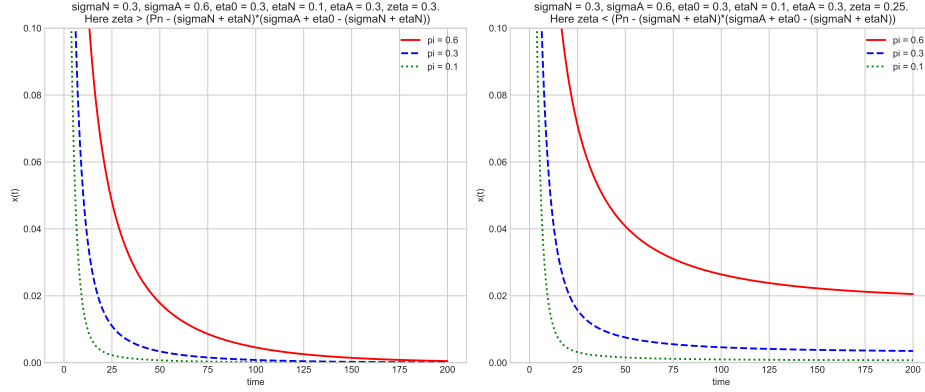 sigmaN = 0.3, sigmaA = 0.6, eta0 = 0.3, etaN = 0.1, etaA = 0.3, zeta = 0.3.
Here zeta > (Pn - (sigmaN + etaN)*(sigmaA + eta0 - (sigmaN + etaN))
pi = 0.6
pi = 0.3
pi = 0.1
0.10
0.08
0.06
0.04
0.02
0.00
x(t)
0 25 50 75 100 125 150 175 200
time
sigmaN = 0.3, sigmaA = 0.6, eta0 = 0.3, etaN = 0.1, etaA = 0.3, zeta = 0.25.
Here zeta < (Pn - (sigmaN + etaN)*(sigmaA + eta0 - (sigmaN + etaN))
pi = 0.6
pi = 0.3
pi = 0.1
0.10
0.08
0.06
0.04
0.02
0.00
x(t)
0 25 50 75 100 125 150 175 200
time